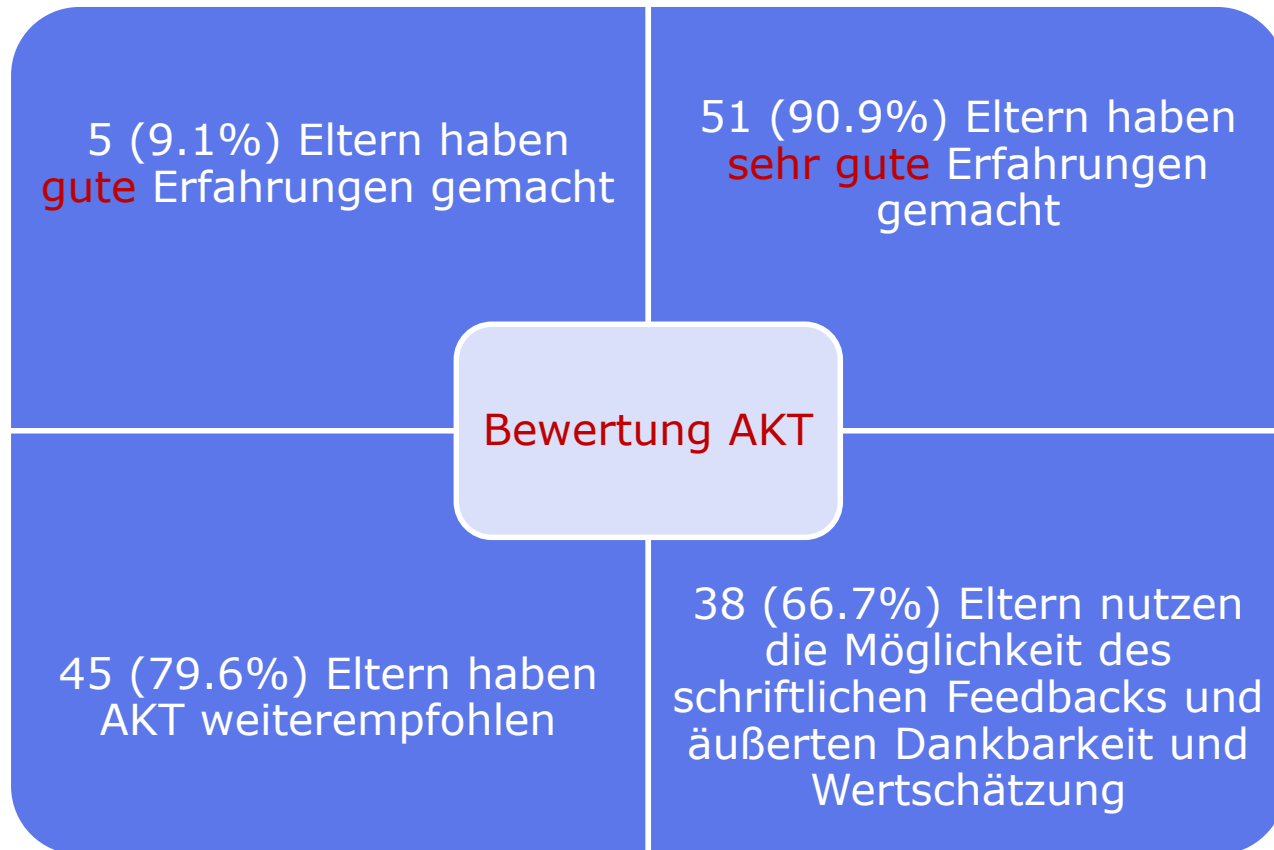 5 (9.1%) Eltern haben
gute Erfahrungen gemacht
51 (90.9%) Eltern haben
sehr gute Erfahrungen
gemacht
Bewertung AKT
45 (79.6%) Eltern haben
AKT weiterempfohlen
38 (66.7%) Eltern nutzen
die Möglichkeit des
schriftlichen Feedbacks und
äußerten Dankbarkeit und
Wertschätzung